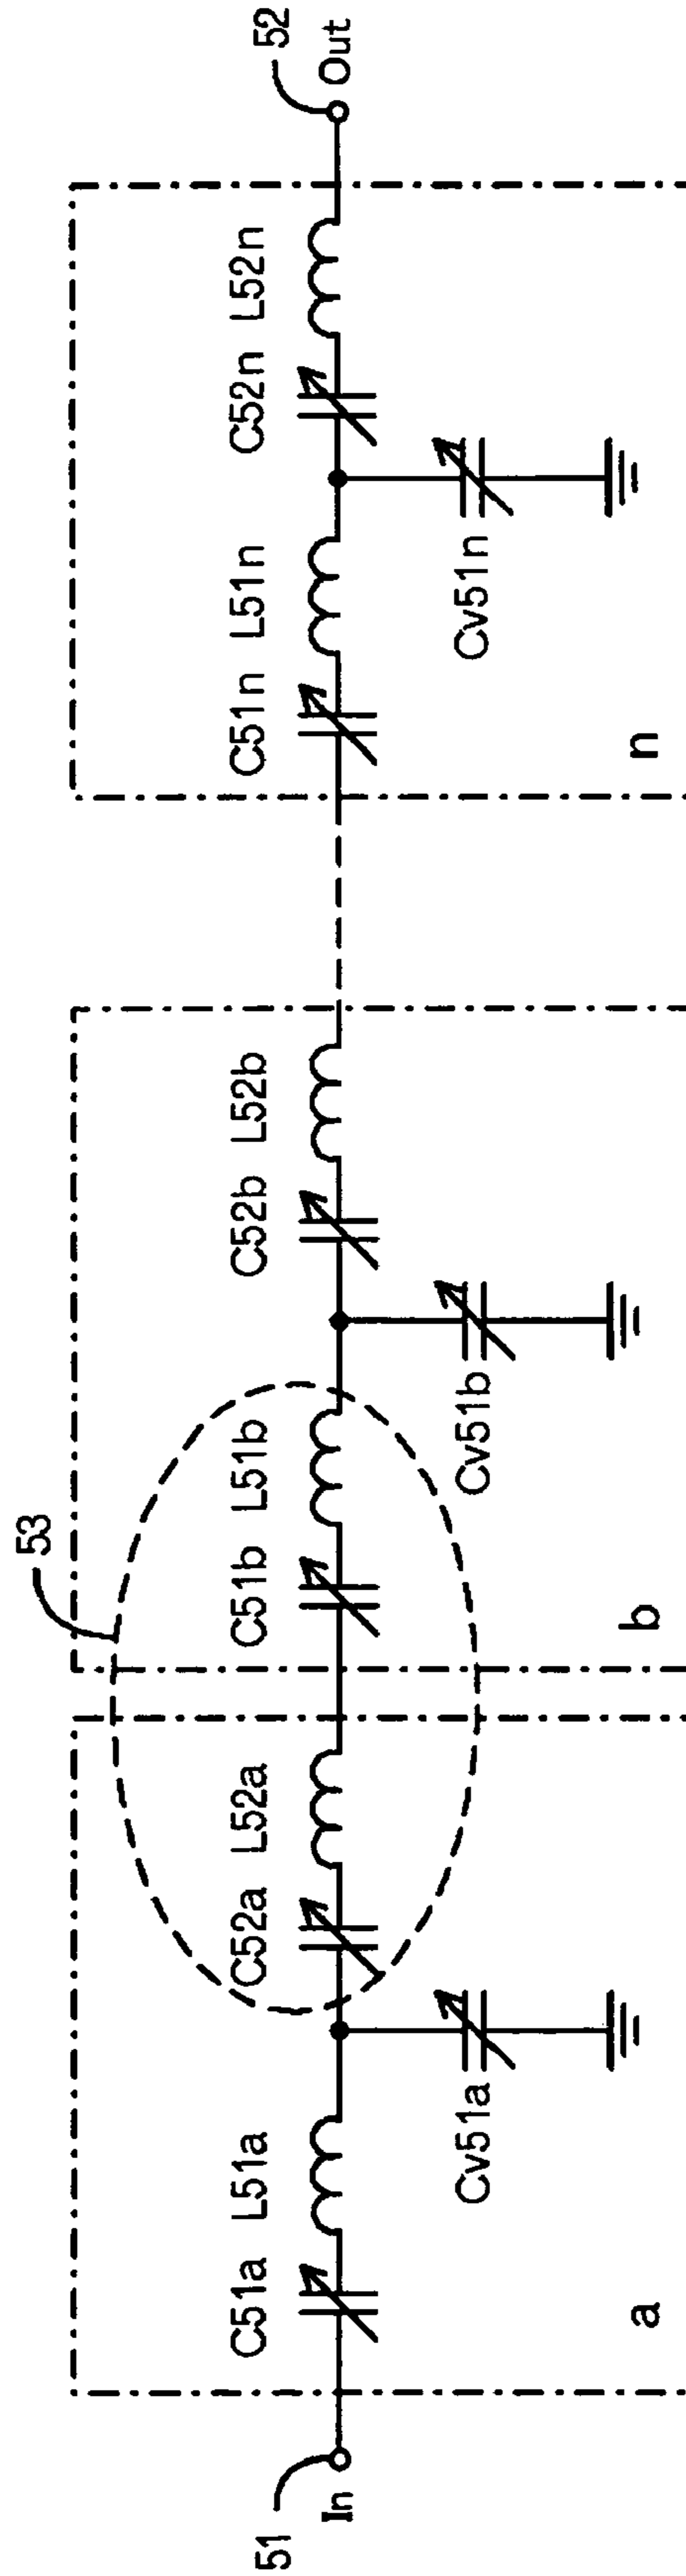 51
In
C51a L51a
Cv51a
a
53
C52a L52a
C51b L51b
Cv51b
C52b L52b
b
C51n L51n
Cv51n
C52n L52n
n
52
Out